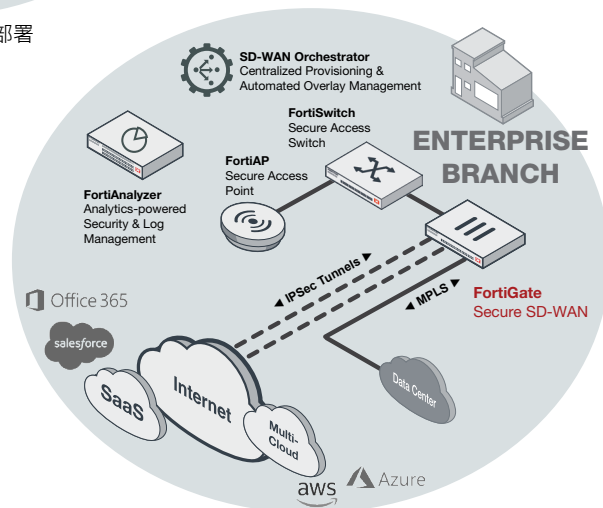 部署
SD-WAN Orchestrator
Centralized Provisioning &
Automated Overlay Management
FortiSwitch
Secure Access
Switch
ENTERPRISE
BRANCH
FortiAP
Secure Access
Point
FortiAnalyzer
Analytics-powered
Security & Log
Management
◄ IPSec Tunnels ►
◄ MPLS ►
FortiGate
Secure SD-WAN
Office 365
salesforce
SaaS
Internet
Multi-
Cloud
Data Center
aws
Azure